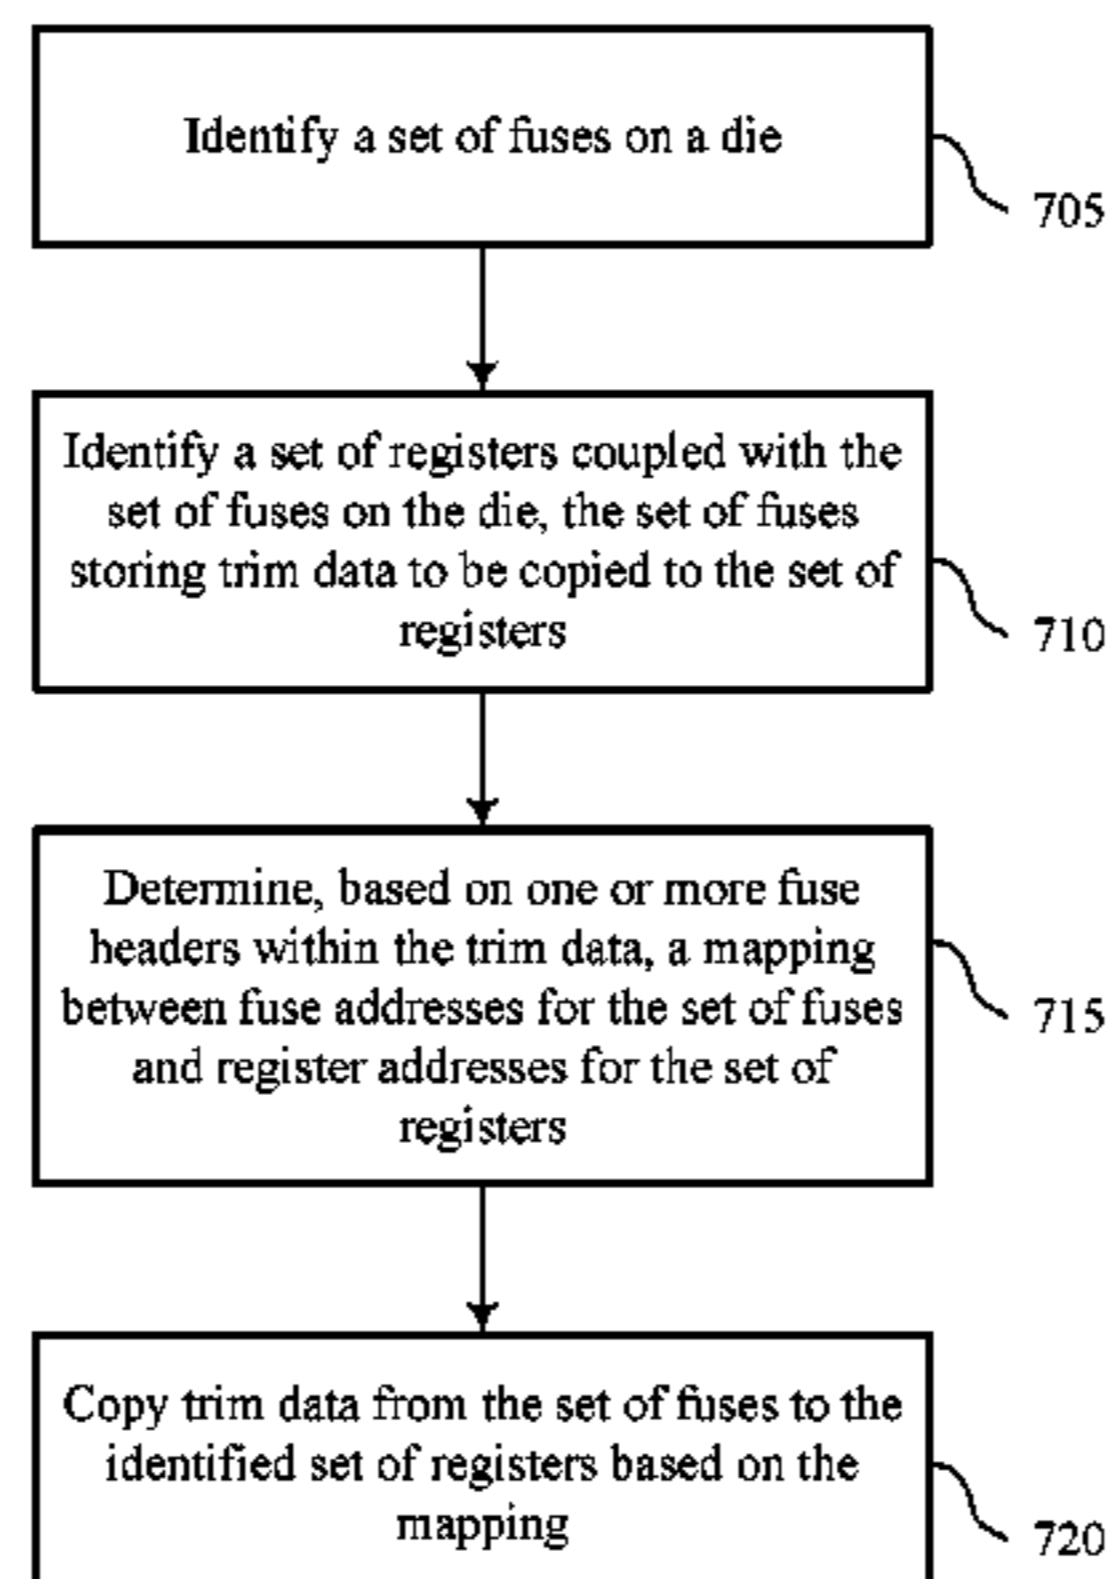 Identify a set of fuses on a die
705
Identify a set of registers coupled with the
set of fuses on the die, the set of fuses
storing trim data to be copied to the set of
registers
710
Determine, based on one or more fuse
headers within the trim data, a mapping
between fuse addresses for the set of fuses
and register addresses for the set of
registers
715
Copy trim data from the set of fuses to the
identified set of registers based on the
mapping
720